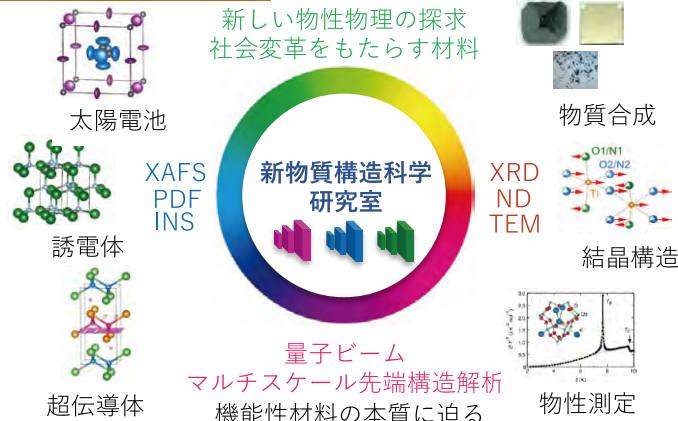 新しい物性物理の探求
社会変革をもたらす材料
太陽電池
物質合成
XAFS
PDF
INS
新物質構造科学
研究室
XRD
ND
TEM
O1/N1
O2/N2
Ti
誘電体
結晶構造
量子ビーム
マルチスケール先端構造解析
機能性材料の本質に迫る
超伝導体
物性測定